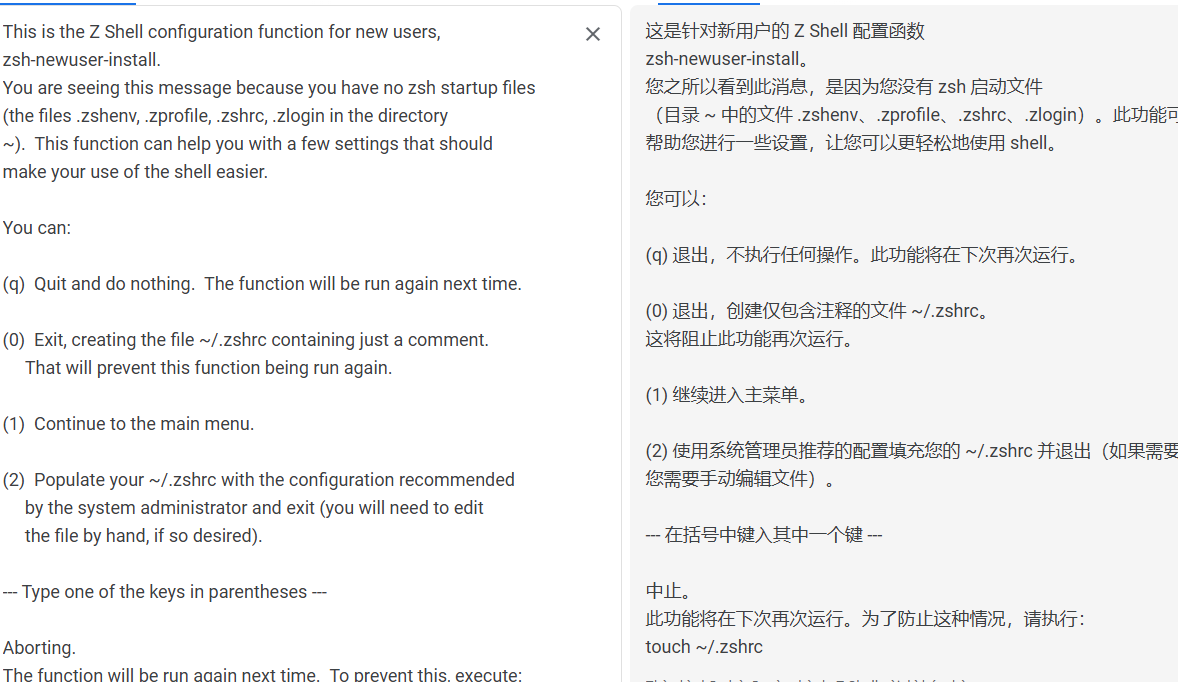 This is the Z Shell configuration function for new users,
zsh-newuser-install.
You are seeing this message because you have no zsh startup files
(the files .zshenv, .zprofile, .zshrc, .zlogin in the directory
~).  This function can help you with a few settings that should
make your use of the shell easier.
You can:
(q)  Quit and do nothing.  The function will be run again next time.
(0)  Exit, creating the file ~/.zshrc containing just a comment.
That will prevent this function being run again.
(1)  Continue to the main menu.
(2)  Populate your ~/.zshrc with the configuration recommended
by the system administrator and exit (you will need to edit
the file by hand, if so desired).
--- Type one of the keys in parentheses ---
Aborting.
The function will be run again next time.  To prevent this, execute:
这是针对新用户的 Z Shell 配置函数
zsh-newuser-install。
您之所以看到此消息，是因为您没有 zsh 启动文件
（目录 ~ 中的文件 .zshenv、.zprofile、.zshrc、.zlogin）。此功能可
帮助您进行一些设置，让您可以更轻松地使用 shell。
您可以：
(q) 退出，不执行任何操作。此功能将在下次再次运行。
(0) 退出，创建仅包含注释的文件 ~/.zshrc。
这将阻止此功能再次运行。
(1) 继续进入主菜单。
(2) 使用系统管理员推荐的配置填充您的 ~/.zshrc 并退出（如果需要
您需要手动编辑文件）。
--- 在括号中键入其中一个键 ---
中止。
此功能将在下次再次运行。为了防止这种情况，请执行：
touch ~/.zshrc